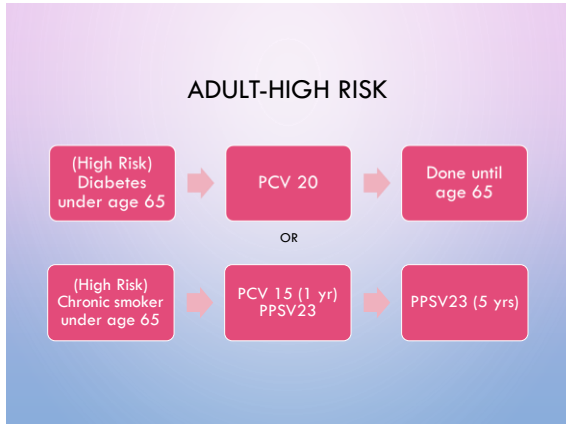 ADULT-HIGH RISK
(High Risk)
Diabetes
under age 65
PCV 20
Done until
age 65
OR
(High Risk)
Chronic smoker
under age 65
PCV 15 (1 yr)
PPSV23
PPSV23 (5 yrs)